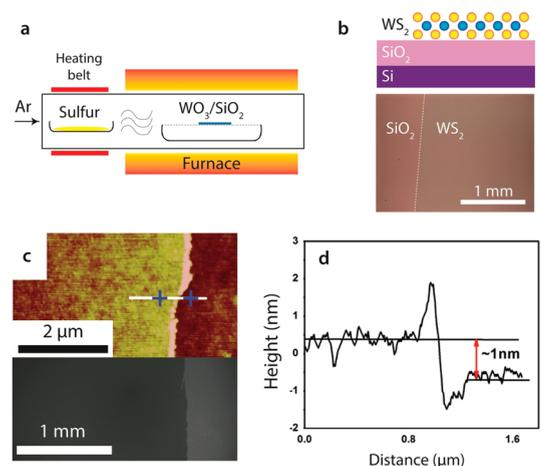 a
Heating
belt
Ar
Sulfur
WO3/SiO2
Furnace
b
WS2
SiO2
Si
SiO2
WS2
1 mm
c
2 µm
1 mm
d
3
2
1
0
-1
-2
Height (nm)
~1nm
0.0
0.8
1.6
Distance (µm)